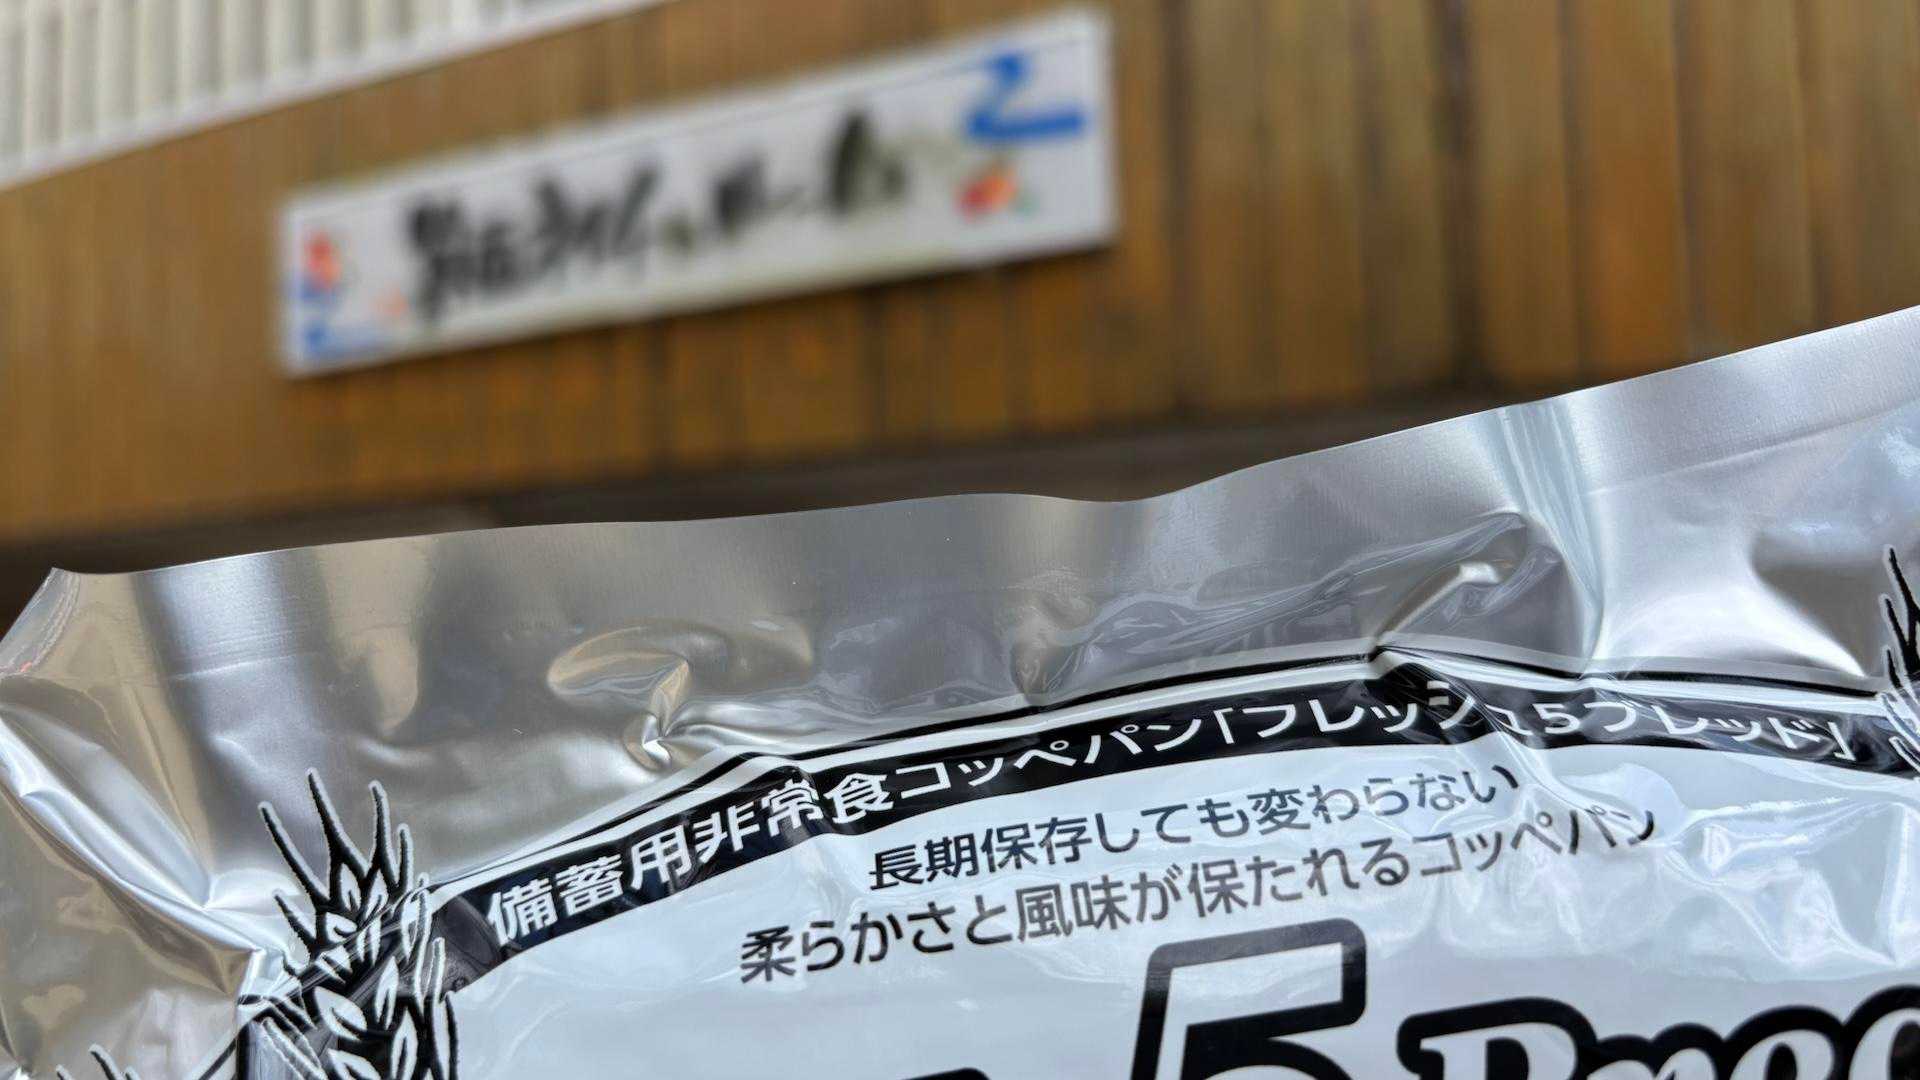 備蓄用非常食コッペパン「フレッシュ5ブレッド」
長期保存しても変わらない
柔らかさと風味が保たれるコッペパン
5